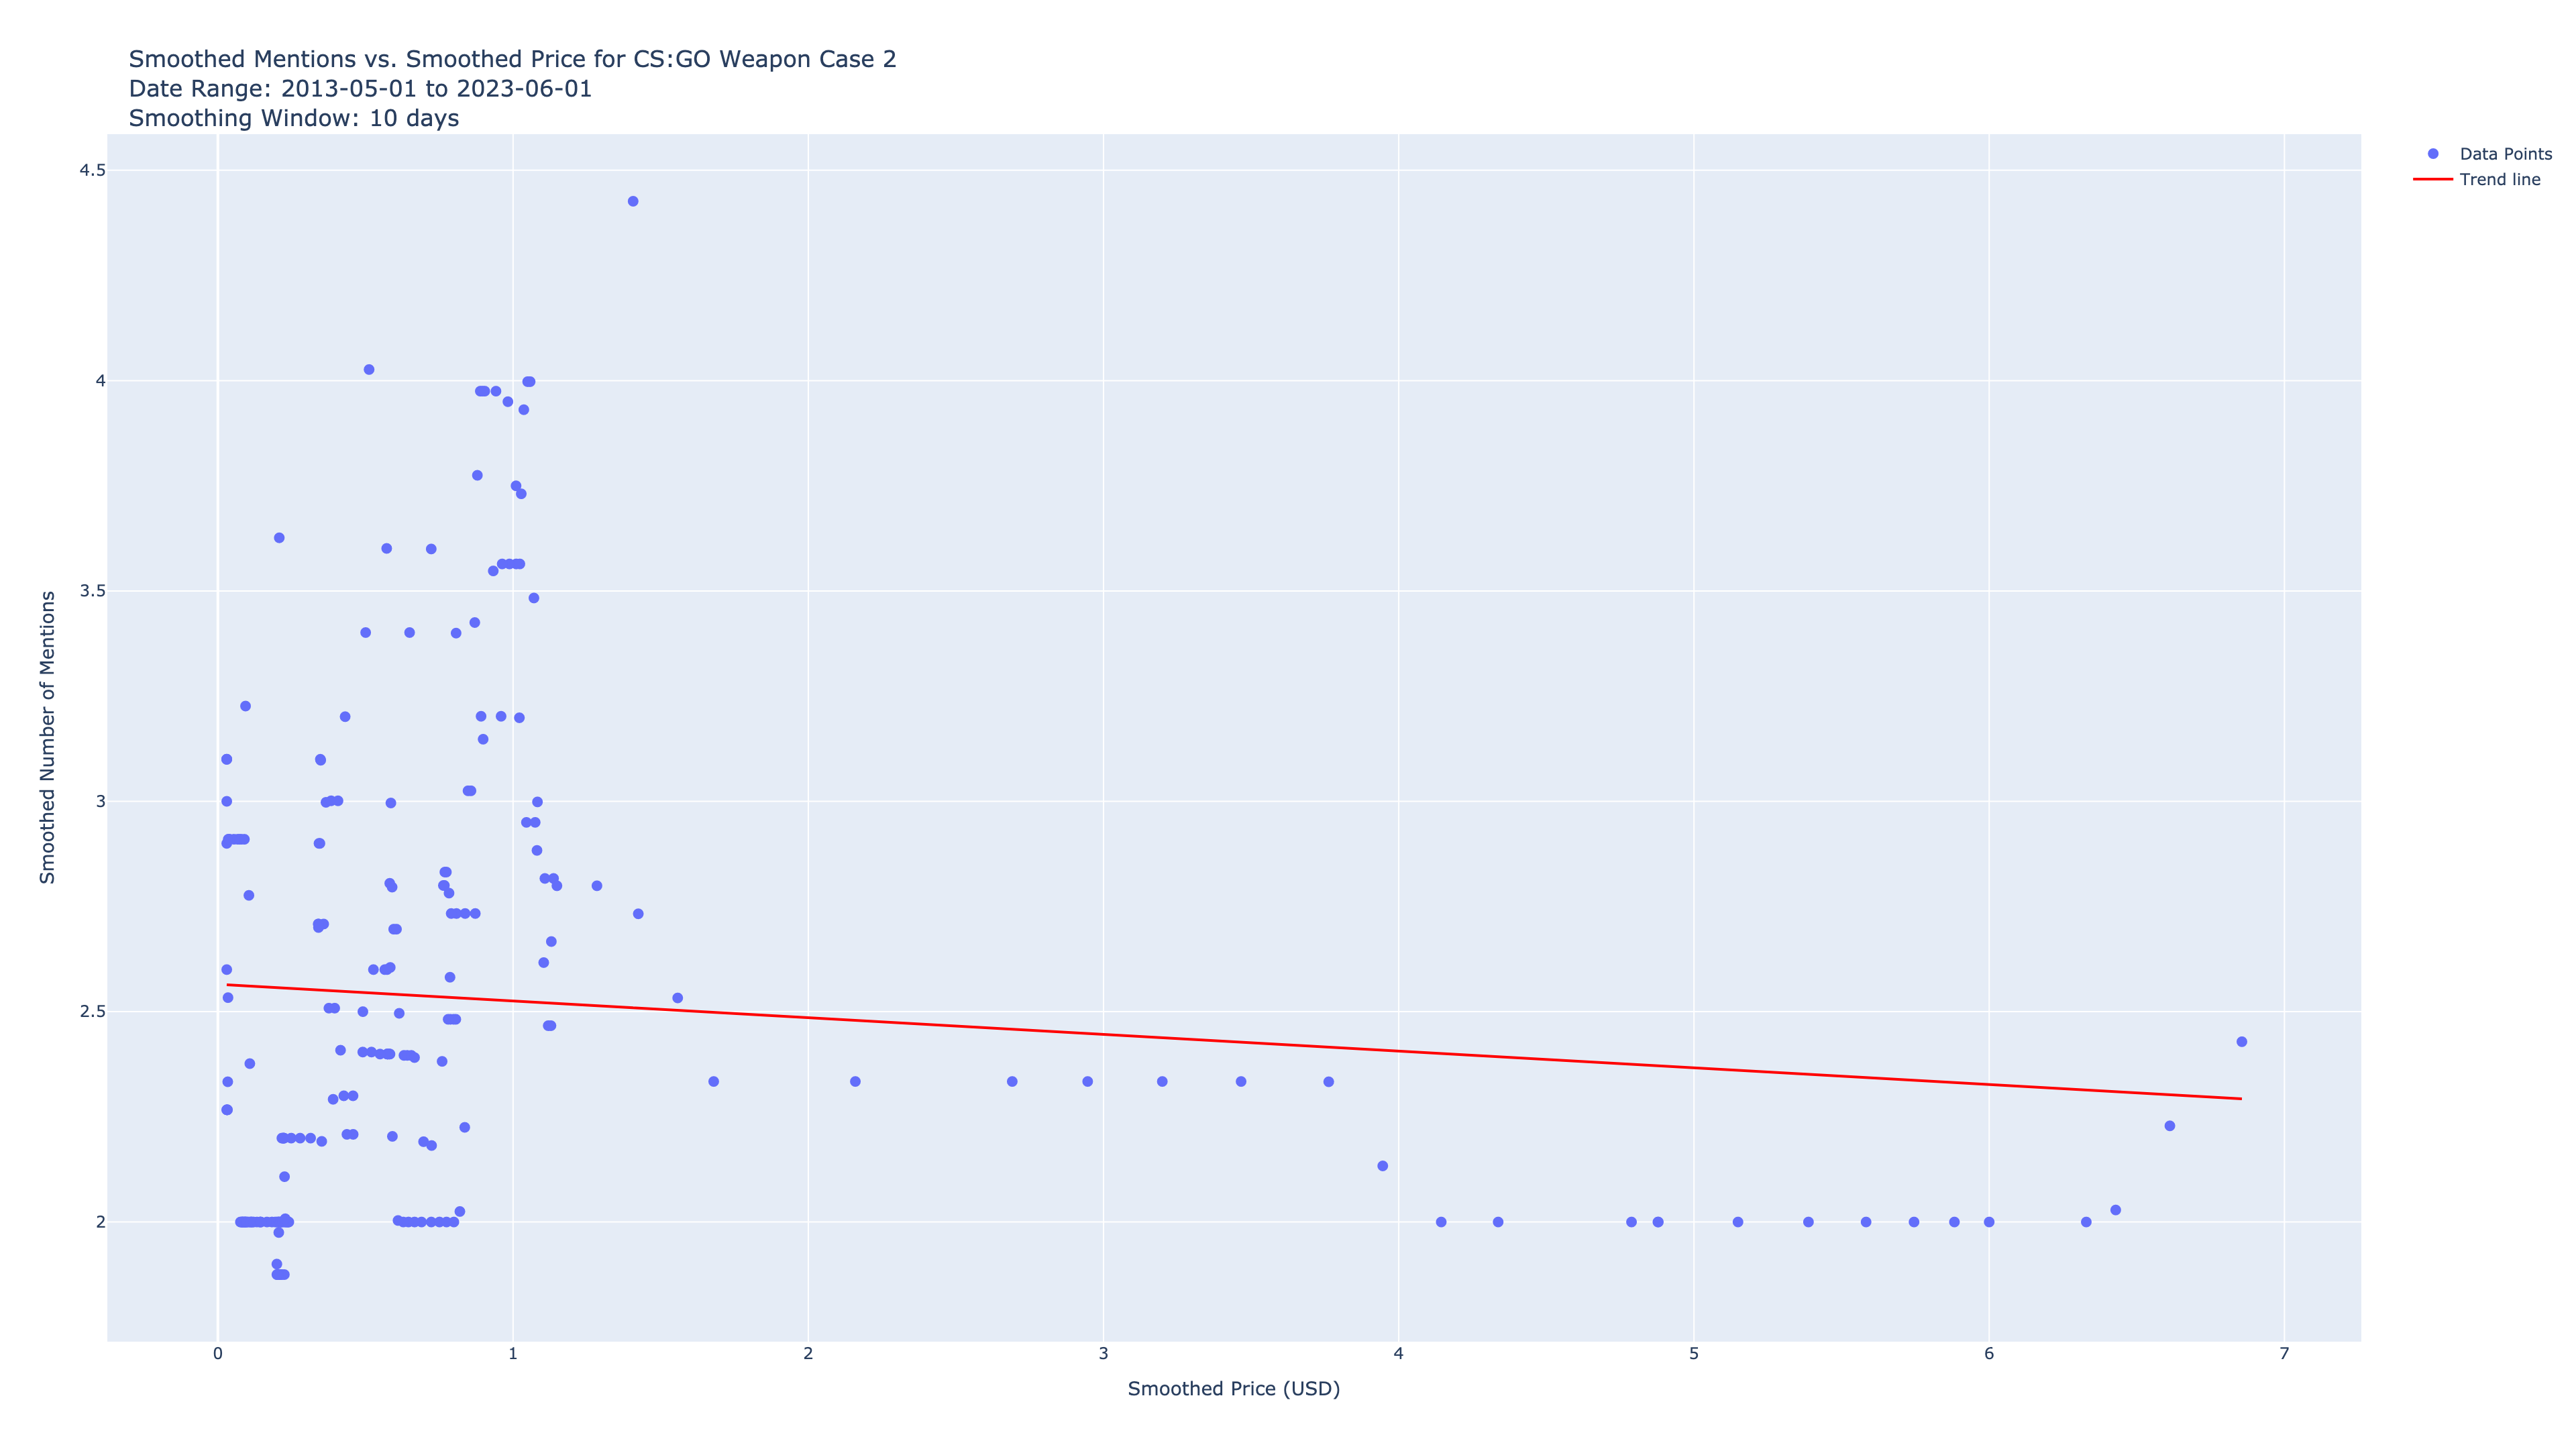 Smoothed Mentions vs. Smoothed Price for CS:GO Weapon Case 2
Date Range: 2013-05-01 to 2023-06-01
Smoothing Window: 10 days
Data Points
Trend line
4.5
4
3.5
3
2.5
2
Smoothed Number of Mentions
0
1
2
3
4
5
6
7
Smoothed Price (USD)